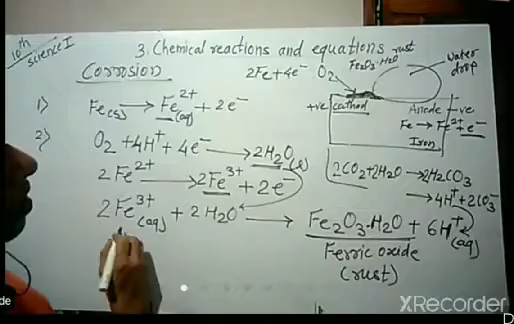 10th
Science I
3. Chemical reactions and equations
Corrosion
2Fe+4e⁻ O₂ Fe₂O₃·H₂O rust
Water
drop
+ve cathod Anode -ve
Fe → Fe²⁺ + e⁻
Iron
1) Fe(s) → Fe²⁺(aq) + 2e⁻
2) O₂ + 4H⁺ + 4e⁻ → 2H₂O(l)
2CO₂+2H₂O → 2H₂CO₃
→ 4H⁺ + 2CO₃⁻
2Fe²⁺ → 2Fe³⁺ + 2e⁻
2Fe³⁺(aq) + 2H₂O → Fe₂O₃·H₂O + 6H⁺(aq)
Ferric oxide
(rust)
XRecorder